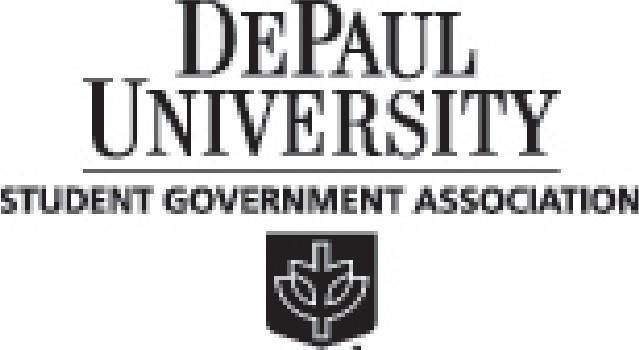 DEPAUL
UNIVERSITY
STUDENT GOVERNMENT ASSOCIATION